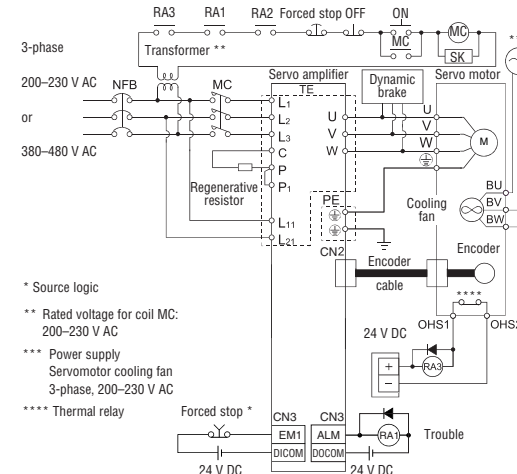 RA3 RA1 RA2 Forced stop OFF ON
MC
MC
SK
3-phase
Transformer **
200–230 V AC
or
380–480 V AC
NFB
MC
Servo amplifier
TE
Dynamic
brake
Servo motor
**
L1
L2
L3
C
P
P1
L11
L21
U
V
W
U
V
W
M
Regenerative
resistor
PE
CN2
Cooling
fan
BU
BV
BW
Encoder
Encoder
cable
****
OHS1
OHS2
24 V DC
+
−
RA3
* Source logic
** Rated voltage for coil MC:
200–230 V AC
*** Power supply
Servomotor cooling fan
3-phase, 200–230 V AC
**** Thermal relay
Forced stop *
24 V DC
CN3
EM1
DICOM
CN3
ALM
DOCOM
RA1
Trouble
24 V DC